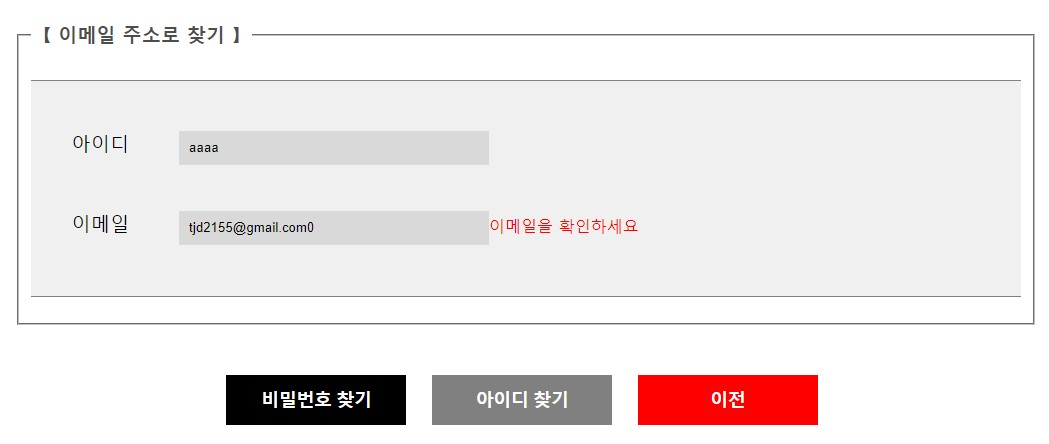 【 이메일 주소로 찾기 】
아이디 aaaa
이메일 tjd2155@gmail.com0 이메일을 확인하세요
비밀번호 찾기 아이디 찾기 이전